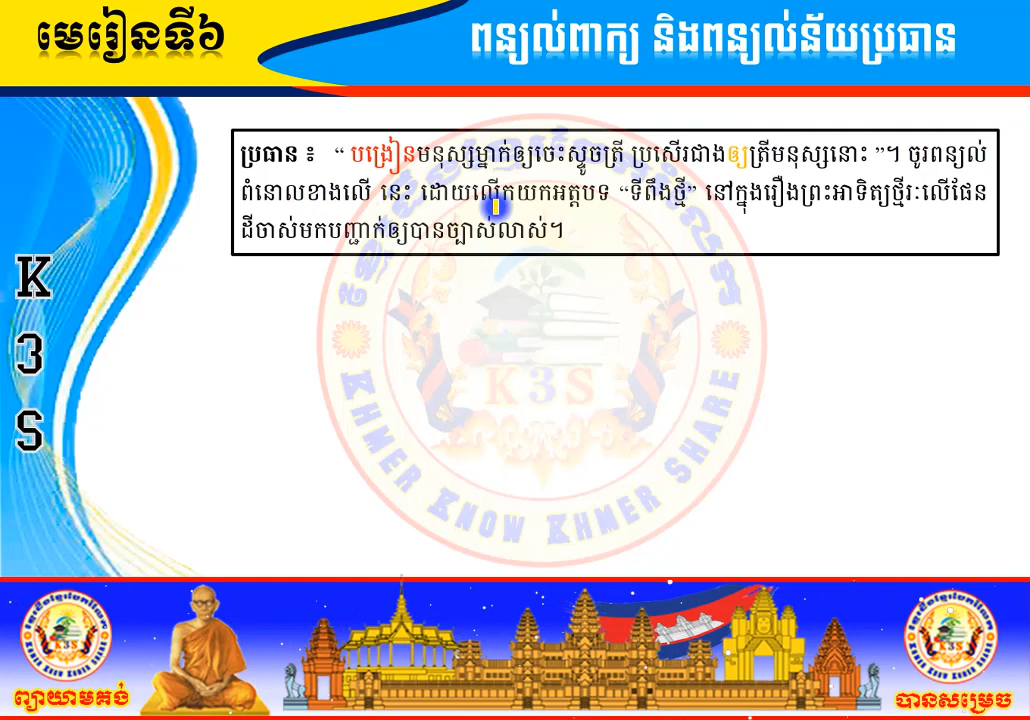 មេរៀនទី៦
ពន្យល់ពាក្យ និងពន្យល់ន័យប្រធាន
ប្រធាន ៖ “ បង្រៀនមនុស្សម្នាក់ឲ្យចេះស្ទូចត្រី ប្រសើរជាងឲ្យត្រីមនុស្សនោះ ”។ ចូរពន្យល់
ពំនោលខាងលើ នេះ ដោយលើកយកអត្តបទ “ទីពឹងថ្មី” នៅក្នុងរឿងព្រះអាទិត្យថ្មីរៈលើផែន
ដីចាស់មកបញ្ជាក់ឲ្យបានច្បាស់លាស់។
K
3
S
K3S
KHMER KNOW KHMER SHARE
K3S
K3S
ព្យាយាមគង់
បានសម្រេច